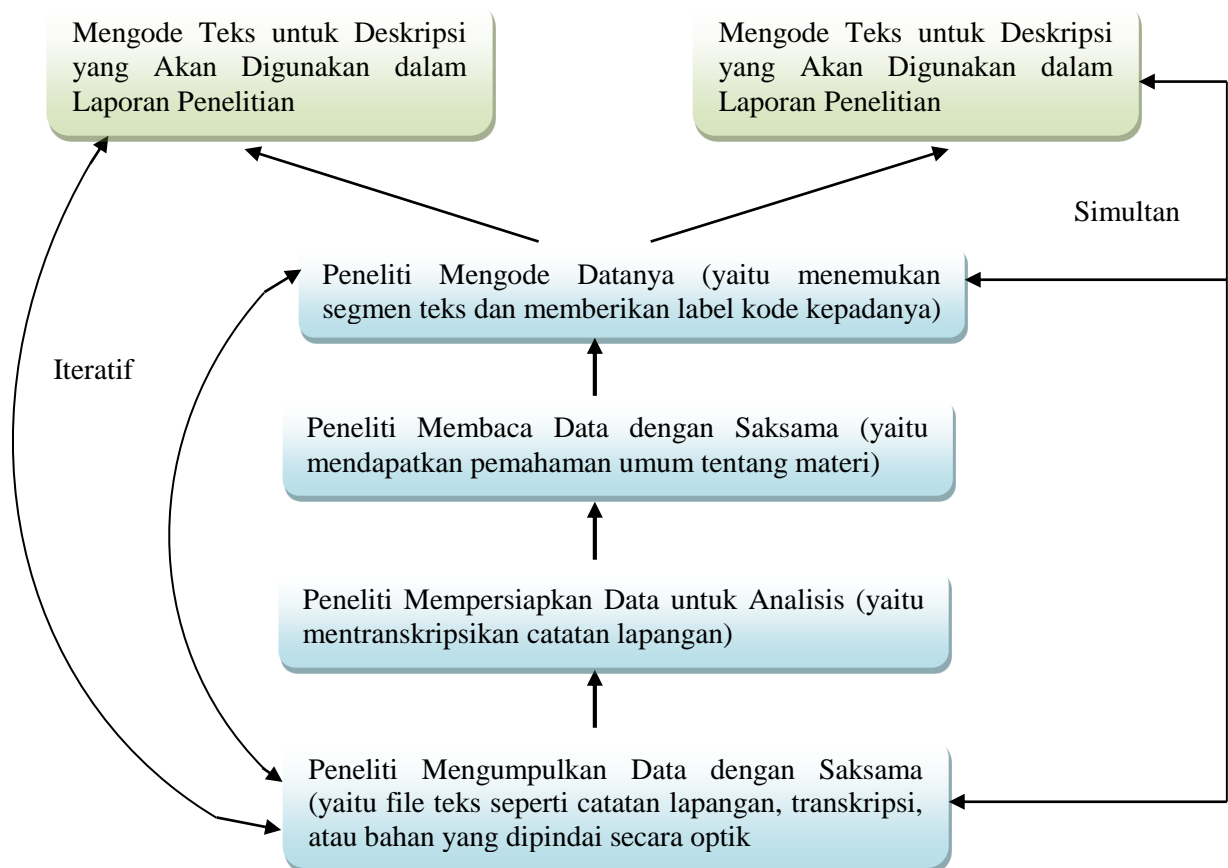 Mengode Teks untuk Deskripsi
yang Akan Digunakan dalam
Laporan Penelitian
Mengode Teks untuk Deskripsi
yang Akan Digunakan dalam
Laporan Penelitian
Simultan
Peneliti Mengode Datanya (yaitu menemukan
segmen teks dan memberikan label kode kepadanya)
Iteratif
Peneliti Membaca Data dengan Saksama (yaitu
mendapatkan pemahaman umum tentang materi)
Peneliti Mempersiapkan Data untuk Analisis (yaitu
mentranskripsikan catatan lapangan)
Peneliti Mengumpulkan Data dengan Saksama
(yaitu file teks seperti catatan lapangan, transkripsi,
atau bahan yang dipindai secara optik